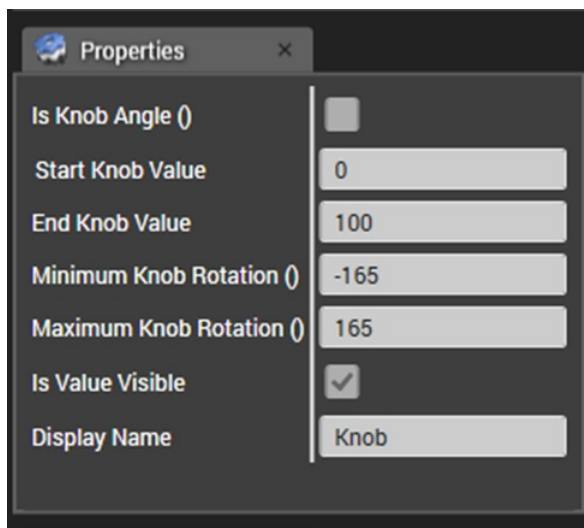 Properties
Is Knob Angle ()
Start Knob Value 0
End Knob Value 100
Minimum Knob Rotation () -165
Maximum Knob Rotation () 165
Is Value Visible
Display Name Knob